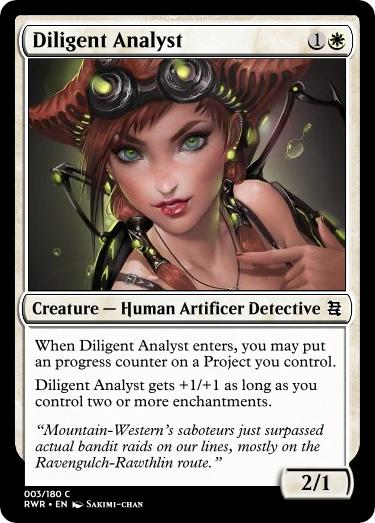 Diligent Analyst 1
Creature — Human Artificer Detective
When Diligent Analyst enters, you may put
an progress counter on a Project you control.
Diligent Analyst gets +1/+1 as long as you
control two or more enchantments.
“Mountain-Western’s saboteurs just surpassed
actual bandit raids on our lines, mostly on the
Ravengulch-Rawthlin route.”
2/1
003/180 C
RWR • EN Sakimi-chan